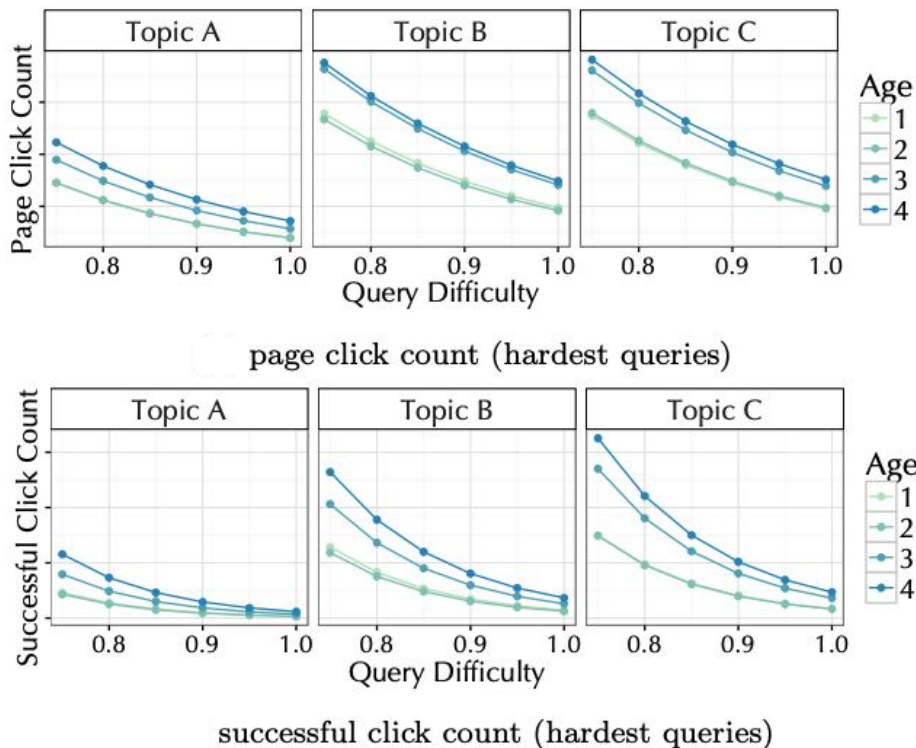 Topic A Topic B Topic C
Page Click Count
Age
1
2
3
4
0.8 0.9 1.0 0.8 0.9 1.0 0.8 0.9 1.0
Query Difficulty
page click count (hardest queries)
Topic A Topic B Topic C
Successful Click Count
Age
1
2
3
4
0.8 0.9 1.0 0.8 0.9 1.0 0.8 0.9 1.0
Query Difficulty
successful click count (hardest queries)